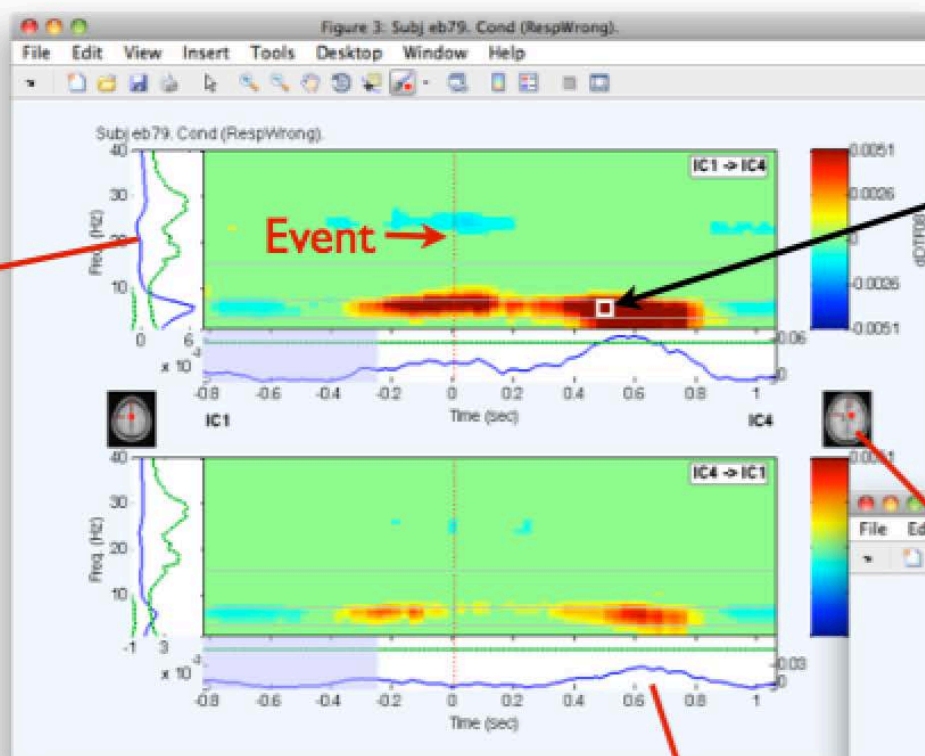 Figure 3: Subj eb79. Cond (RespWrong).
File Edit View Insert Tools Desktop Window Help
Subj eb79. Cond (RespWrong).
IC1 -> IC4
40
30
20
10
Freq. (Hz)
Event
0.0051
0.0026
0
-0.0026
-0.0051
dDTF08
0 6
x 10
0.06
0
-0.8 -0.6 -0.4 -0.2 0 0.2 0.4 0.6 0.8 1
Time (sec)
IC1
IC4
IC4 -> IC1
40
30
20
10
Freq. (Hz)
-1 3
x 10
0.03
0
-0.8 -0.6 -0.4 -0.2 0 0.2 0.4 0.6 0.8 1
Time (sec)
File Ed